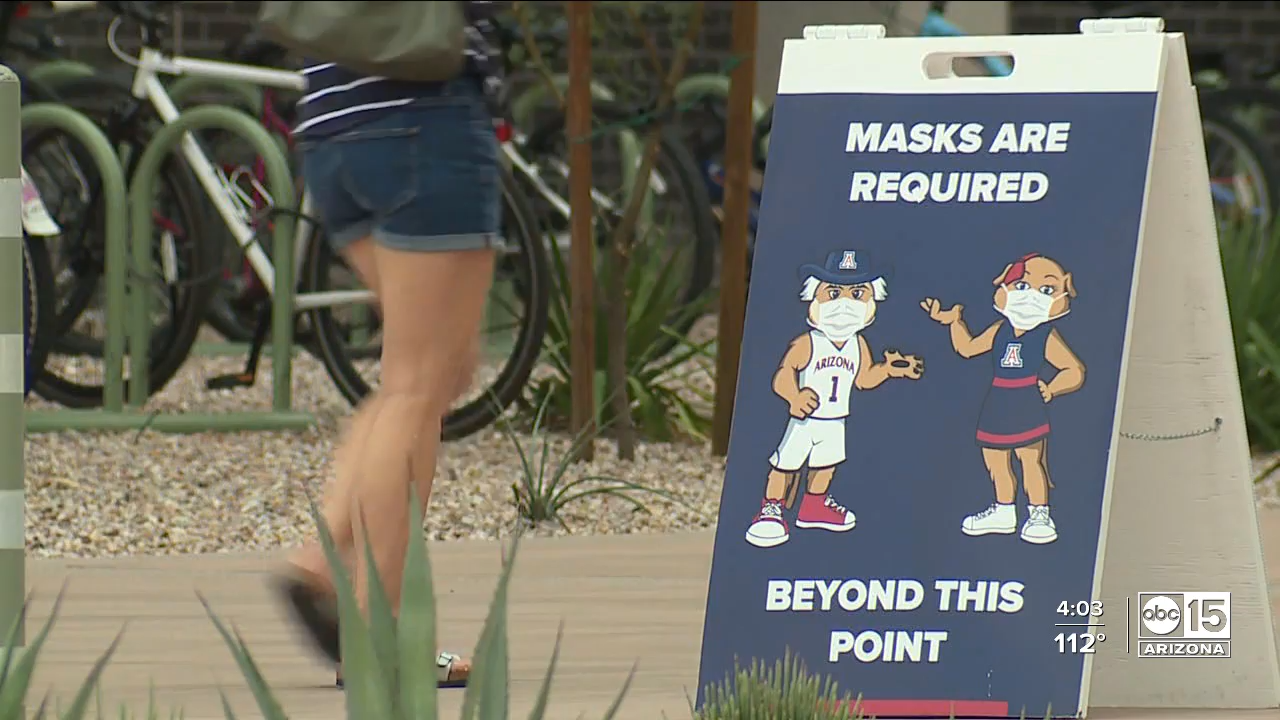 MASKS ARE
REQUIRED
A
A
ARIZONA
1
BEYOND THIS
POINT
4:03
112°
abc 15
ARIZONA